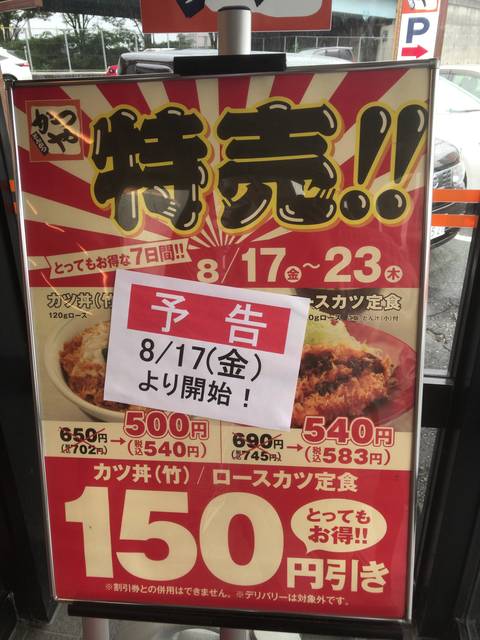 P
かつや
特売!!
とってもお得な7日間!!
8/17金～23木
カツ丼(竹
120gロース
ースカツ定食
予告
8/17(金)
より開始！
650円→500円
(税込702円) (税込540円)
690円→540円
(税込745円) (税込583円)
カツ丼(竹)/ロースカツ定食
150円引き
とっても
お得!!
※割引券との併用はできません。※デリバリーは対象外です。